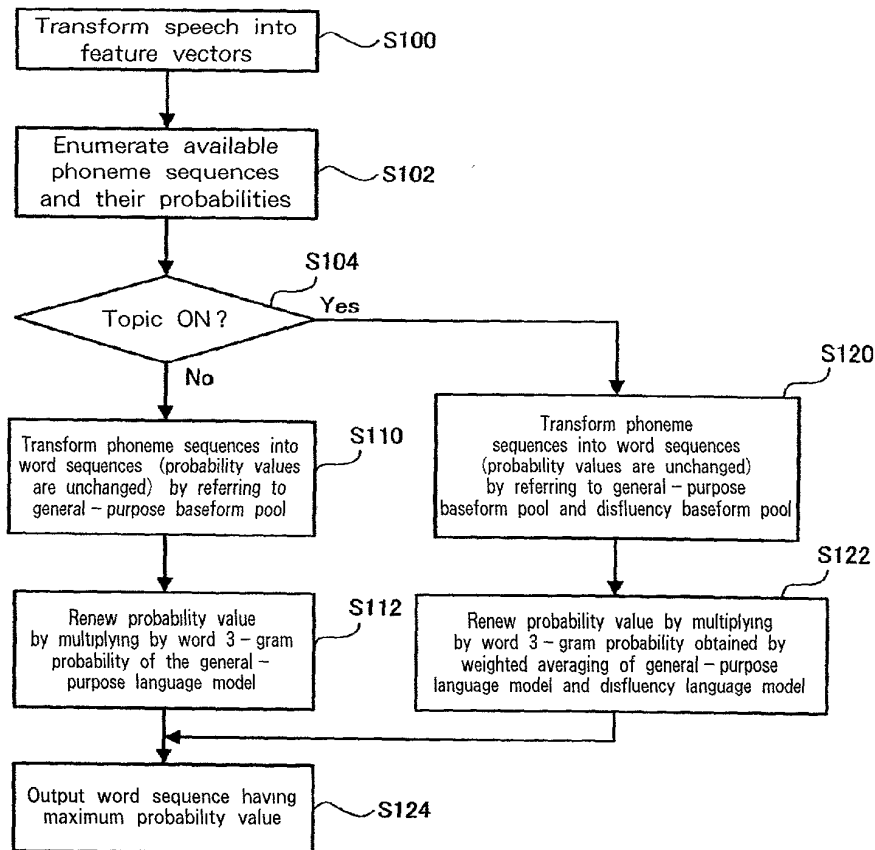 Transform speech into
feature vectors
S100
Enumerate available
phoneme sequences
and their probabilities
S102
S104
Topic ON?
Yes
No
Transform phoneme sequences into
word sequences (probability values
are unchanged) by referring to
general-purpose baseform pool
S110
S120
Transform phoneme
sequences into word sequences
(probability values are unchanged)
by referring to general-purpose
baseform pool and disfluency baseform pool
Renew probability value
by multiplying by word 3-gram
probability of the general-
purpose language model
S112
S122
Renew probability value by multiplying
by word 3-gram probability obtained by
weighted averaging of general-purpose
language model and disfluency language model
Output word sequence having
maximum probability value
S124